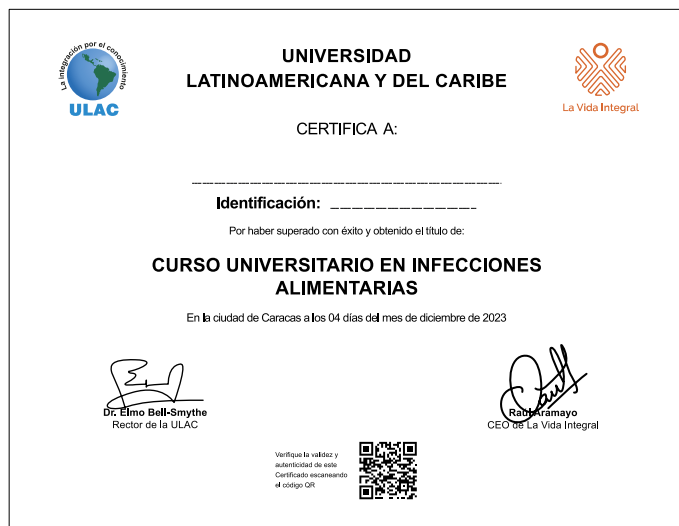 La integración por el conocimiento
ULAC
UNIVERSIDAD
LATINOAMERICANA Y DEL CARIBE
La Vida Integral
CERTIFICA A:
Identificación:
Por haber superado con éxito y obtenido el título de:
CURSO UNIVERSITARIO EN INFECCIONES
ALIMENTARIAS
En la ciudad de Caracas a los 04 días del mes de diciembre de 2023
Dr. Elmo Bell-Smythe
Rector de la ULAC
Raúl Aramayo
CEO de La Vida Integral
Verifique la validez y
autenticidad de este
Certificado escaneando
el código QR